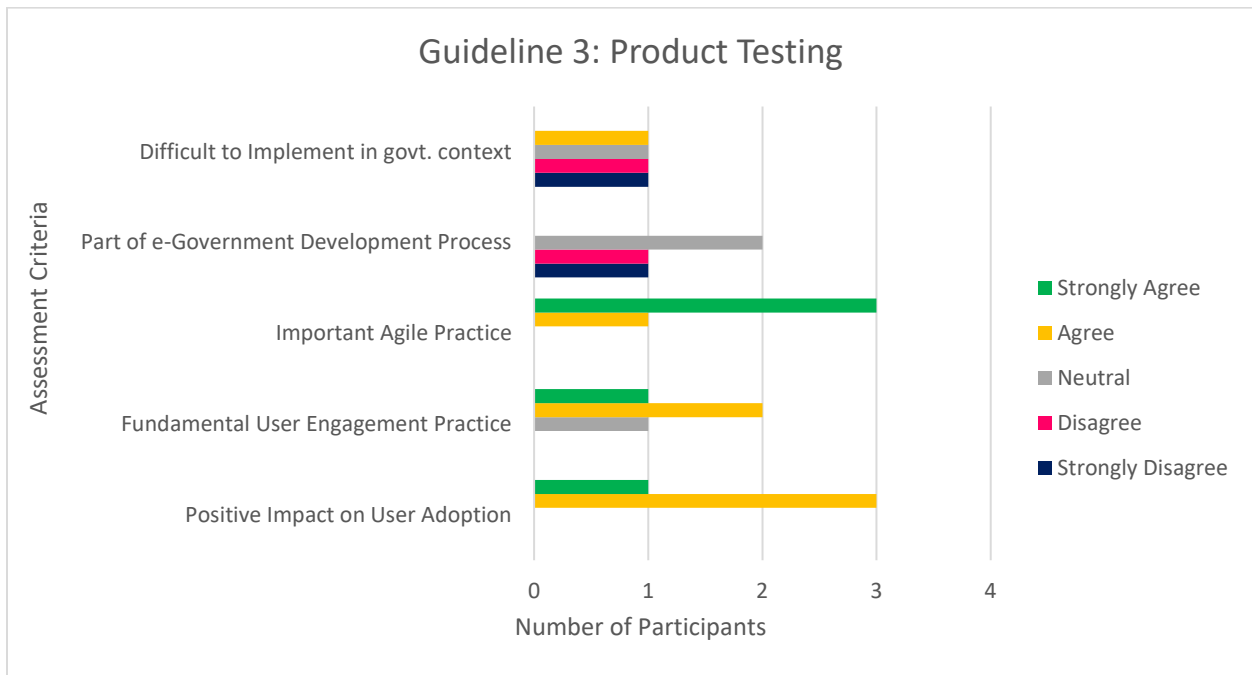 Guideline 3: Product Testing
Assessment Criteria
Difficult to Implement in govt. context
Part of e-Government Development Process
Important Agile Practice
Fundamental User Engagement Practice
Positive Impact on User Adoption
0 1 2 3 4
Number of Participants
Strongly Agree
Agree
Neutral
Disagree
Strongly Disagree